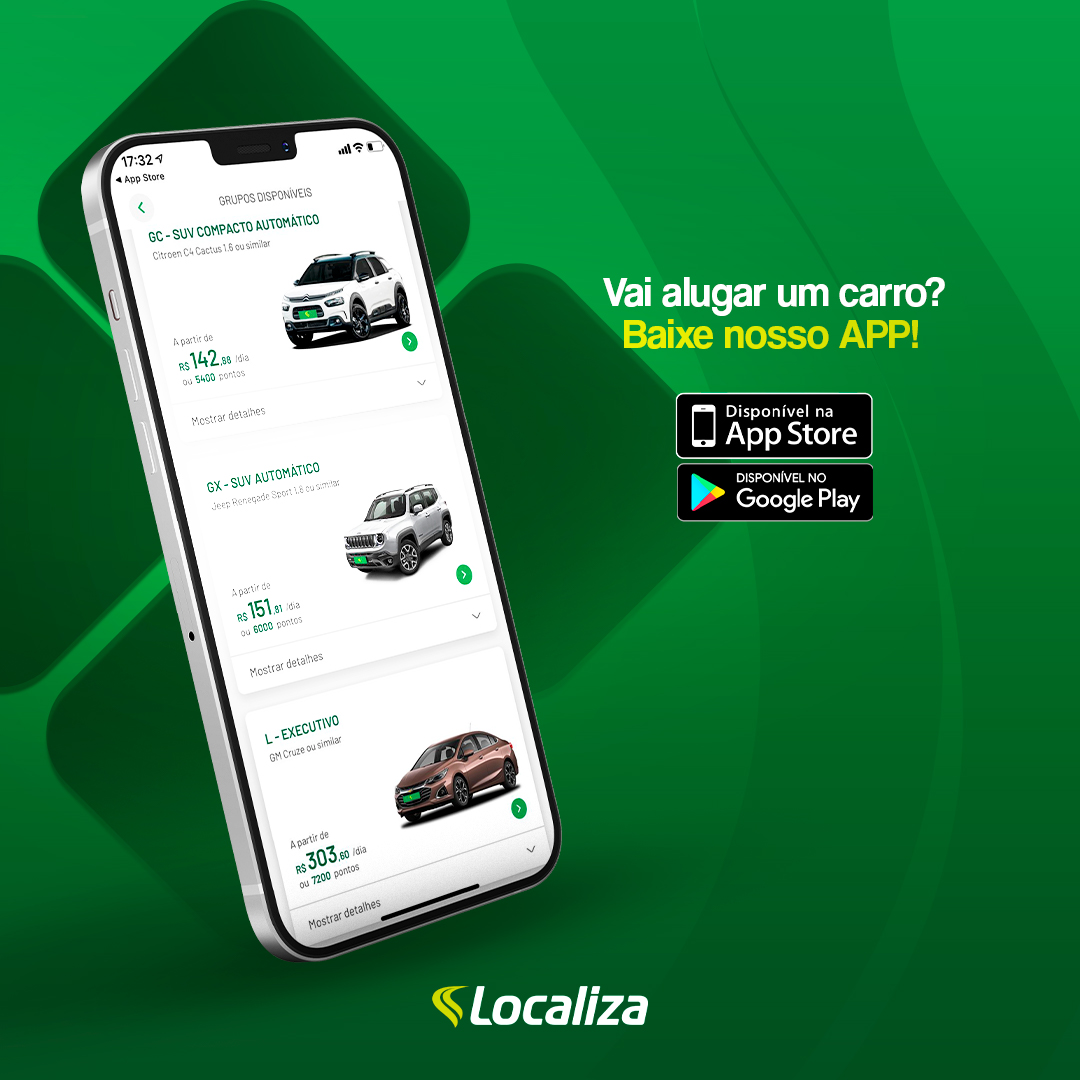 17:32
App Store
GRUPOS DISPONÍVEIS
GC - SUV COMPACTO AUTOMÁTICO
Citroen C4 Cactus 1.6 ou similar
A partir de
R$ 142,88 /dia
ou 5400 pontos
Mostrar detalhes
GX - SUV AUTOMÁTICO
Jeep Renegade Sport 1.8 ou similar
A partir de
R$ 151,81 /dia
ou 6000 pontos
Mostrar detalhes
L - EXECUTIVO
GM Cruze ou similar
A partir de
R$ 303,60 /dia
ou 7200 pontos
Mostrar detalhes
Vai alugar um carro?
Baixe nosso APP!
Disponível na
App Store
DISPONÍVEL NO
Google Play
Localiza